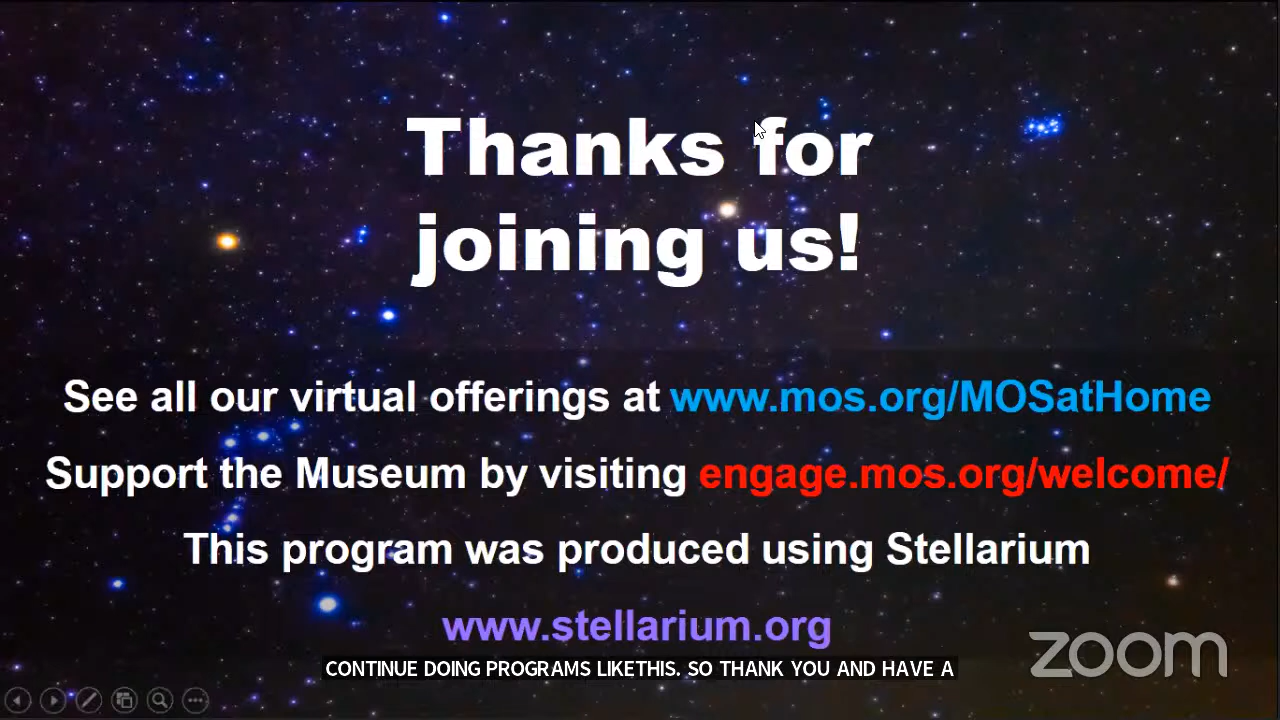 Thanks for
joining us!
See all our virtual offerings at www.mos.org/MOSatHome
Support the Museum by visiting engage.mos.org/welcome/
This program was produced using Stellarium
www.stellarium.org
zoom
CONTINUE DOING PROGRAMS LIKETHIS. SO THANK YOU AND HAVE A